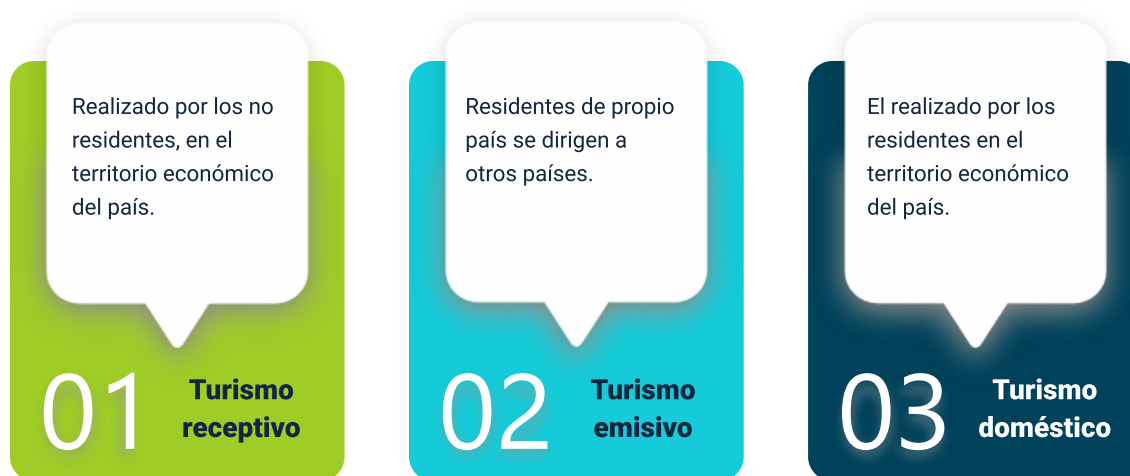 Realizado por los no
residentes, en el
territorio económico
del país.
01
Turismo
receptivo
Residentes de propio
país se dirigen a
otros países.
02
Turismo
emisivo
El realizado por los
residentes en el
territorio económico
del país.
03
Turismo
doméstico